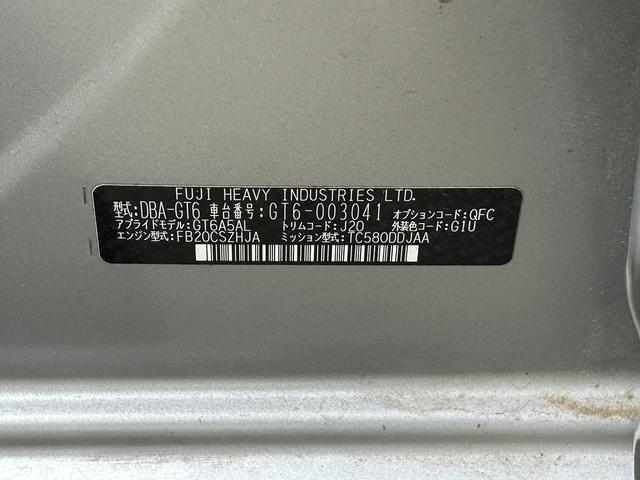 FUJI HEAVY INDUSTRIES LTD.
型式:DBA-GT6 車台番号:GT6-003041 オプションコード:QFC
アプライドモデル:GT6A5AL トリムコード:J20 外装色コード:G1U
エンジン型式:FB20CSZHJA ミッション型式:TC580DDJAA